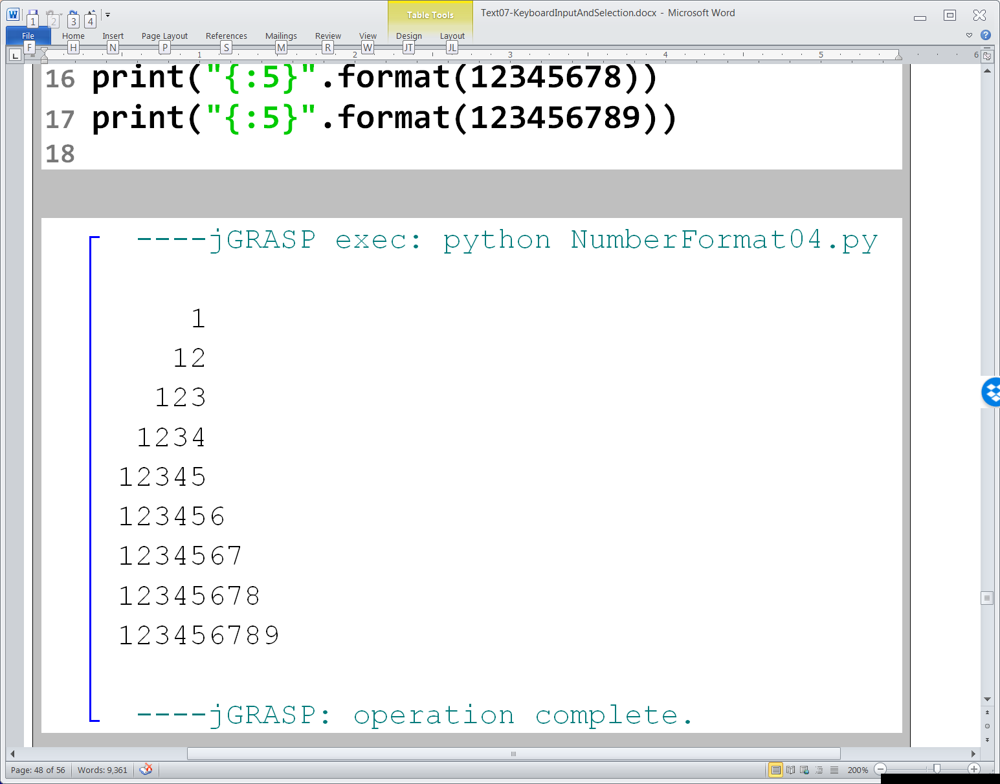 W 1 2 3 4 Table Tools Text07-KeyboardInputAndSelection.docx - Microsoft Word
File Home Insert Page Layout References Mailings Review View Design Layout
F H N P S M R W JT JL
1 2 3 4 5 6
16 print("{:5}".format(12345678))
17 print("{:5}".format(123456789))
18
----jGRASP exec: python NumberFormat04.py
1
12
123
1234
12345
123456
1234567
12345678
123456789
----jGRASP: operation complete.
Page: 48 of 56 Words: 9,361 200%